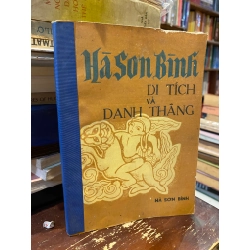 Hà Sơn Bình
DI TÍCH
VÀ
DANH THẮNG
HÀ SƠN BÌNH